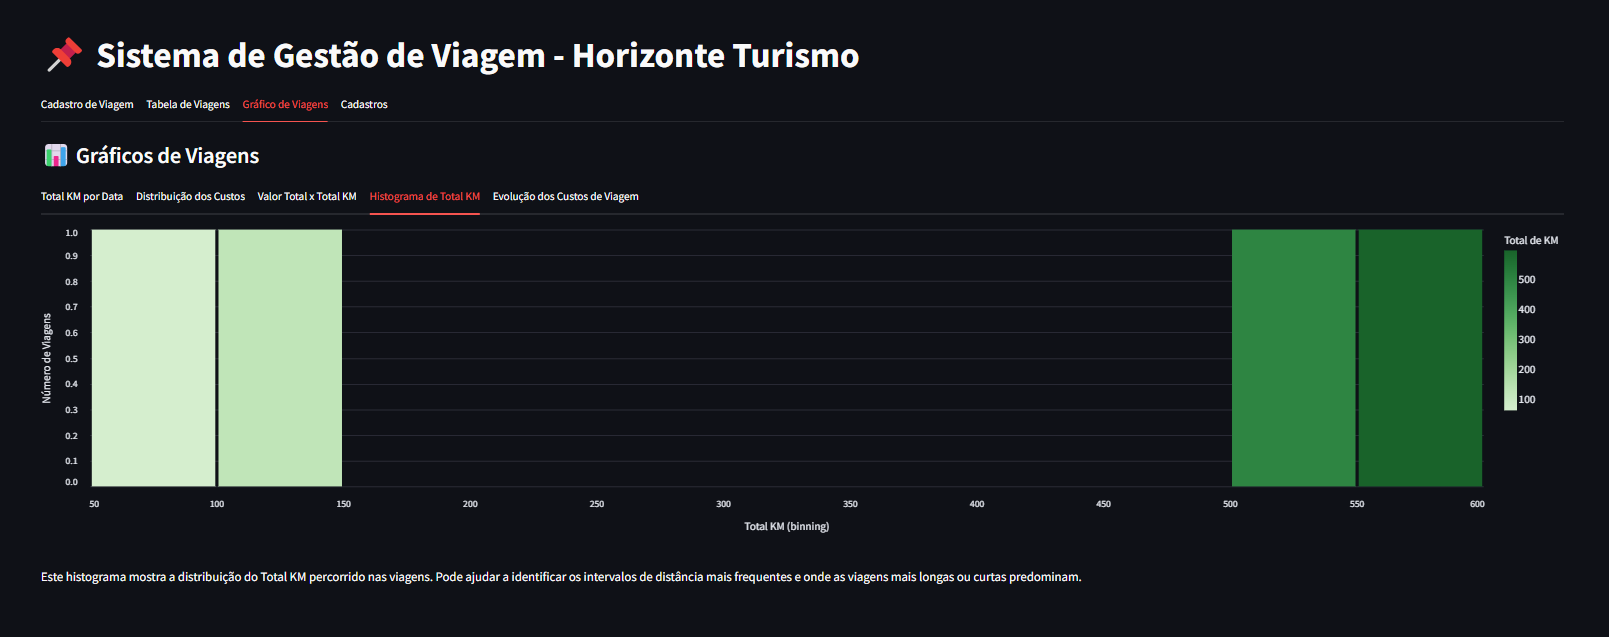 Sistema de Gestão de Viagem - Horizonte Turismo
Cadastro de Viagem Tabela de Viagens Gráfico de Viagens Cadastros
Gráficos de Viagens
Total KM por Data Distribuição dos Custos Valor Total x Total KM Histograma de Total KM Evolução dos Custos de Viagem
Número de Viagens
1.0
0.9
0.8
0.7
0.6
0.5
0.4
0.3
0.2
0.1
0.0
50 100 150 200 250 300 350 400 450 500 550 600
Total KM (binning)
Total de KM
500
400
300
200
100
Este histograma mostra a distribuição do Total KM percorrido nas viagens. Pode ajudar a identificar os intervalos de distância mais frequentes e onde as viagens mais longas ou curtas predominam.